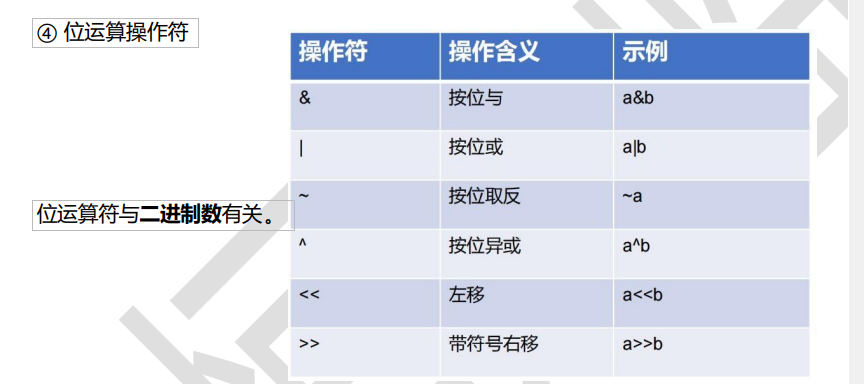 ④ 位运算操作符
操作符 操作含义 示例
& 按位与 a&b
| 按位或 a|b
~ 按位取反 ~a
位运算符与二进制数有关。
^ 按位异或 a^b
<< 左移 a<<b
>> 带符号右移 a>>b